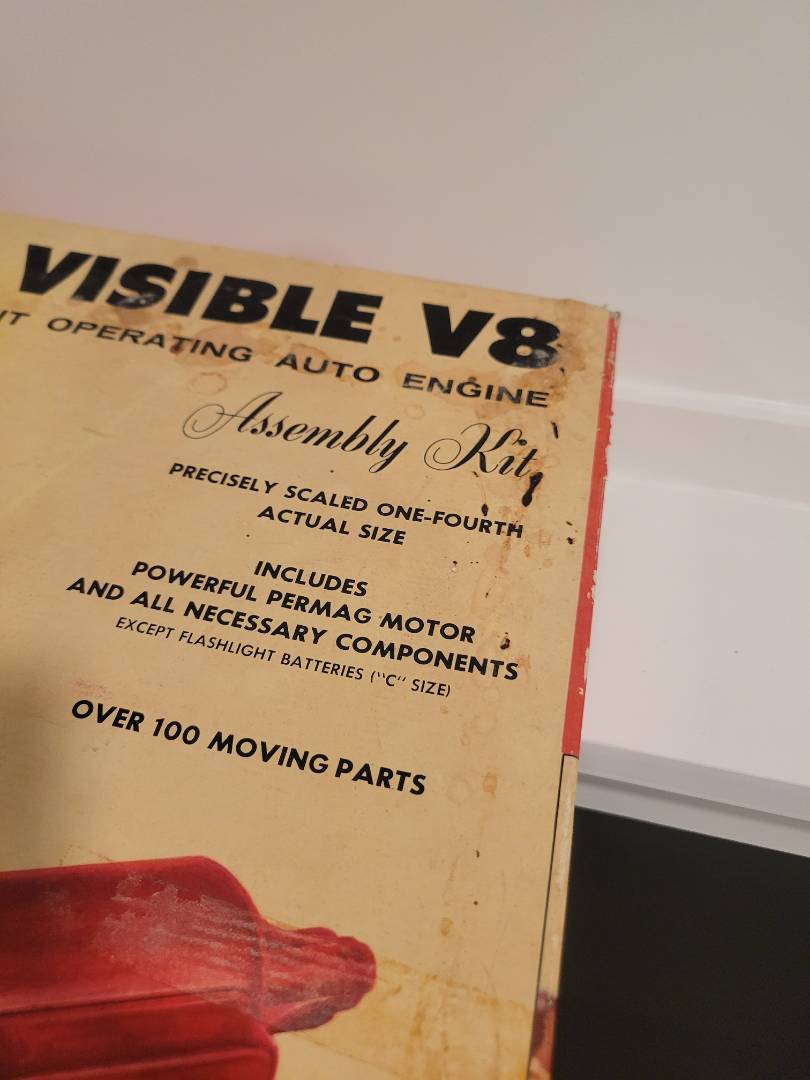 VISIBLE V8
IT OPERATING AUTO ENGINE
Assembly Kit
PRECISELY SCALED ONE-FOURTH
ACTUAL SIZE
INCLUDES
POWERFUL PERMAG MOTOR
AND ALL NECESSARY COMPONENTS
EXCEPT FLASHLIGHT BATTERIES ("C" SIZE)
OVER 100 MOVING PARTS